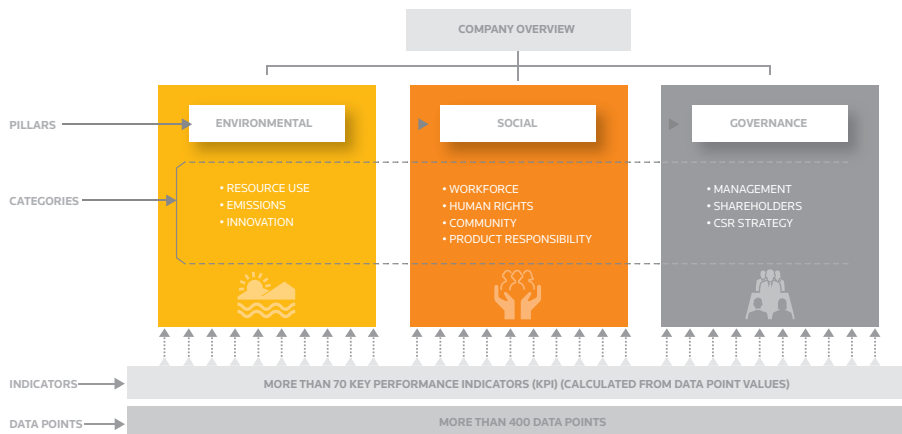 COMPANY OVERVIEW
PILLARS
ENVIRONMENTAL
SOCIAL
GOVERNANCE
CATEGORIES
• RESOURCE USE
• EMISSIONS
• INNOVATION
• WORKFORCE
• HUMAN RIGHTS
• COMMUNITY
• PRODUCT RESPONSIBILITY
• MANAGEMENT
• SHAREHOLDERS
• CSR STRATEGY
INDICATORS
MORE THAN 70 KEY PERFORMANCE INDICATORS (KPI) (CALCULATED FROM DATA POINT VALUES)
DATA POINTS
MORE THAN 400 DATA POINTS